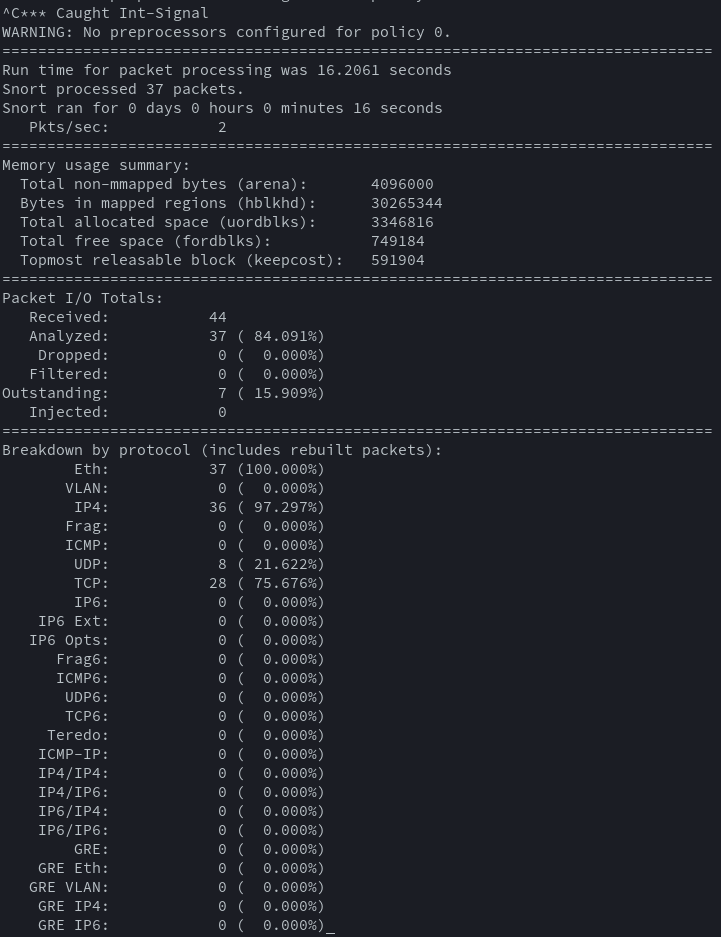 ^C*** Caught Int-Signal
WARNING: No preprocessors configured for policy 0.
===============================================================================
Run time for packet processing was 16.2061 seconds
Snort processed 37 packets.
Snort ran for 0 days 0 hours 0 minutes 16 seconds
   Pkts/sec:            2
===============================================================================
Memory usage summary:
  Total non-mmapped bytes (arena):       4096000
  Bytes in mapped regions (hblkhd):      30265344
  Total allocated space (uordblks):      3346816
  Total free space (fordblks):           749184
  Topmost releasable block (keepcost):   591904
===============================================================================
Packet I/O Totals:
   Received:           44
   Analyzed:           37 ( 84.091%)
    Dropped:            0 (  0.000%)
   Filtered:            0 (  0.000%)
Outstanding:            7 ( 15.909%)
   Injected:            0
===============================================================================
Breakdown by protocol (includes rebuilt packets):
        Eth:           37 (100.000%)
       VLAN:            0 (  0.000%)
        IP4:           36 ( 97.297%)
       Frag:            0 (  0.000%)
       ICMP:            0 (  0.000%)
        UDP:            8 ( 21.622%)
        TCP:           28 ( 75.676%)
        IP6:            0 (  0.000%)
    IP6 Ext:            0 (  0.000%)
   IP6 Opts:            0 (  0.000%)
      Frag6:            0 (  0.000%)
      ICMP6:            0 (  0.000%)
       UDP6:            0 (  0.000%)
       TCP6:            0 (  0.000%)
     Teredo:            0 (  0.000%)
    ICMP-IP:            0 (  0.000%)
    IP4/IP4:            0 (  0.000%)
    IP4/IP6:            0 (  0.000%)
    IP6/IP4:            0 (  0.000%)
    IP6/IP6:            0 (  0.000%)
        GRE:            0 (  0.000%)
    GRE Eth:            0 (  0.000%)
   GRE VLAN:            0 (  0.000%)
    GRE IP4:            0 (  0.000%)
    GRE IP6:            0 (  0.000%)_